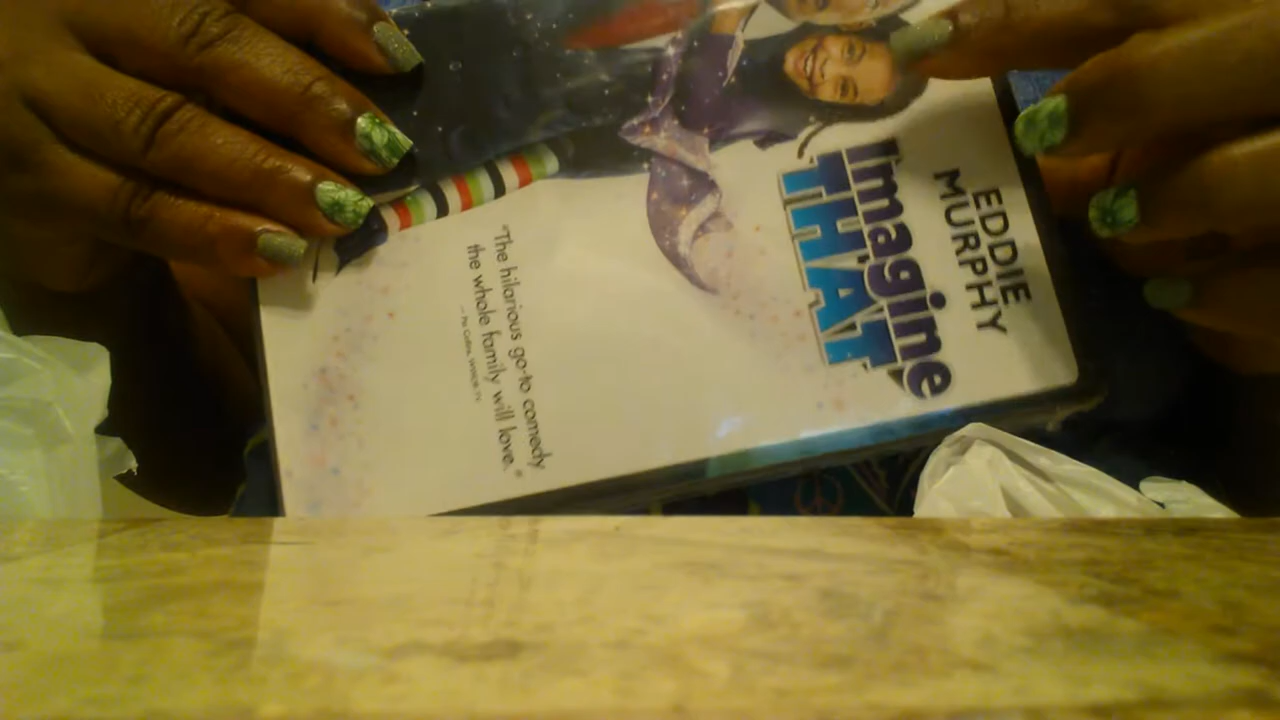 EDDIE
MURPHY
Imagine
THAT
"The hilarious go-to comedy
the whole family will love."